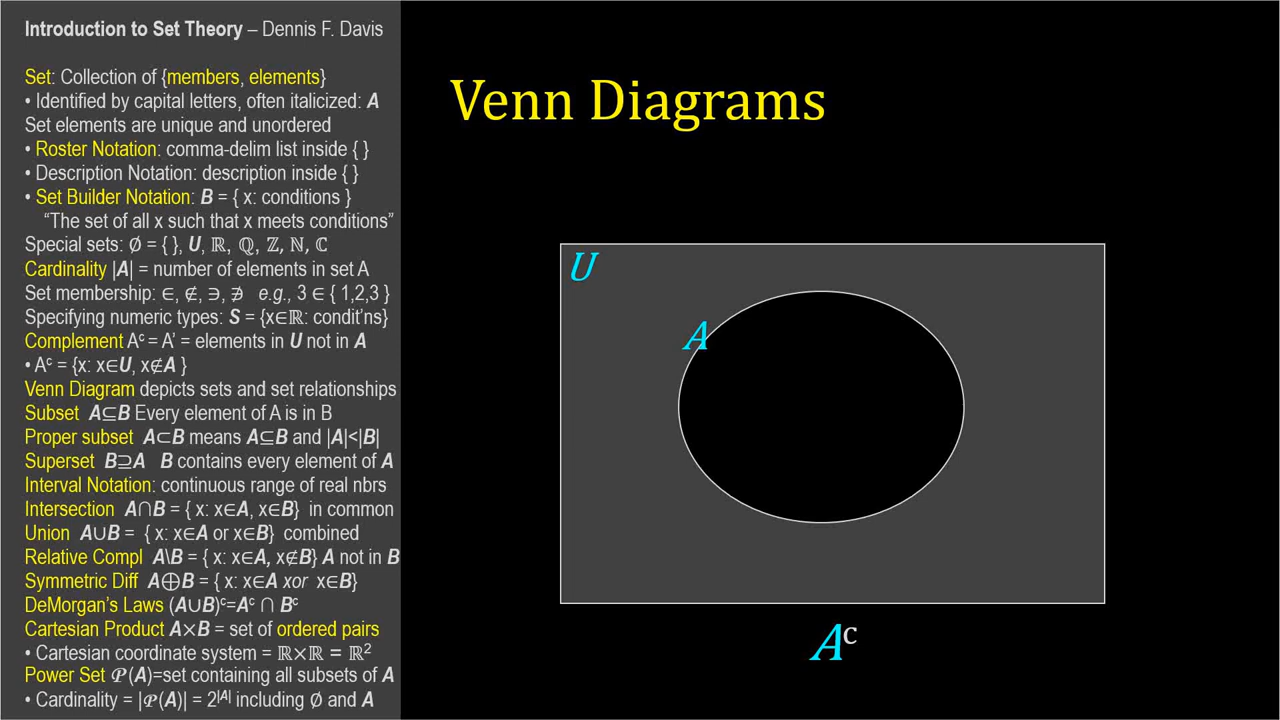 Introduction to Set Theory – Dennis F. Davis
Set: Collection of {members, elements}
• Identified by capital letters, often italicized: A
Set elements are unique and unordered
• Roster Notation: comma-delim list inside { }
• Description Notation: description inside { }
• Set Builder Notation: B = { x: conditions }
“The set of all x such that x meets conditions”
Special sets: ∅ = { }, U, ℝ, ℚ, ℤ, ℕ, ℂ
Cardinality |A| = number of elements in set A
Set membership: ∈, ∉, ∋, ∌ e.g., 3 ∈ { 1,2,3 }
Specifying numeric types: S = {x∈ℝ: condit’ns}
Complement Aᶜ = A’ = elements in U not in A
• Aᶜ = {x: x∈U, x∉A }
Venn Diagram depicts sets and set relationships
Subset A⊆B Every element of A is in B
Proper subset A⊂B means A⊆B and |A|<|B|
Superset B⊇A B contains every element of A
Interval Notation: continuous range of real nbrs
Intersection A∩B = { x: x∈A, x∈B} in common
Union A∪B = { x: x∈A or x∈B} combined
Relative Compl A\B = { x: x∈A, x∉B} A not in B
Symmetric Diff A⊕B = { x: x∈A xor x∈B}
DeMorgan’s Laws (A∪B)ᶜ=Aᶜ ∩ Bᶜ
Cartesian Product A×B = set of ordered pairs
• Cartesian coordinate system = ℝ×ℝ = ℝ²
Power Set 𝒫(A)=set containing all subsets of A
• Cardinality = |𝒫(A)| = 2^|A| including ∅ and A
Venn Diagrams
U
A
Aᶜ